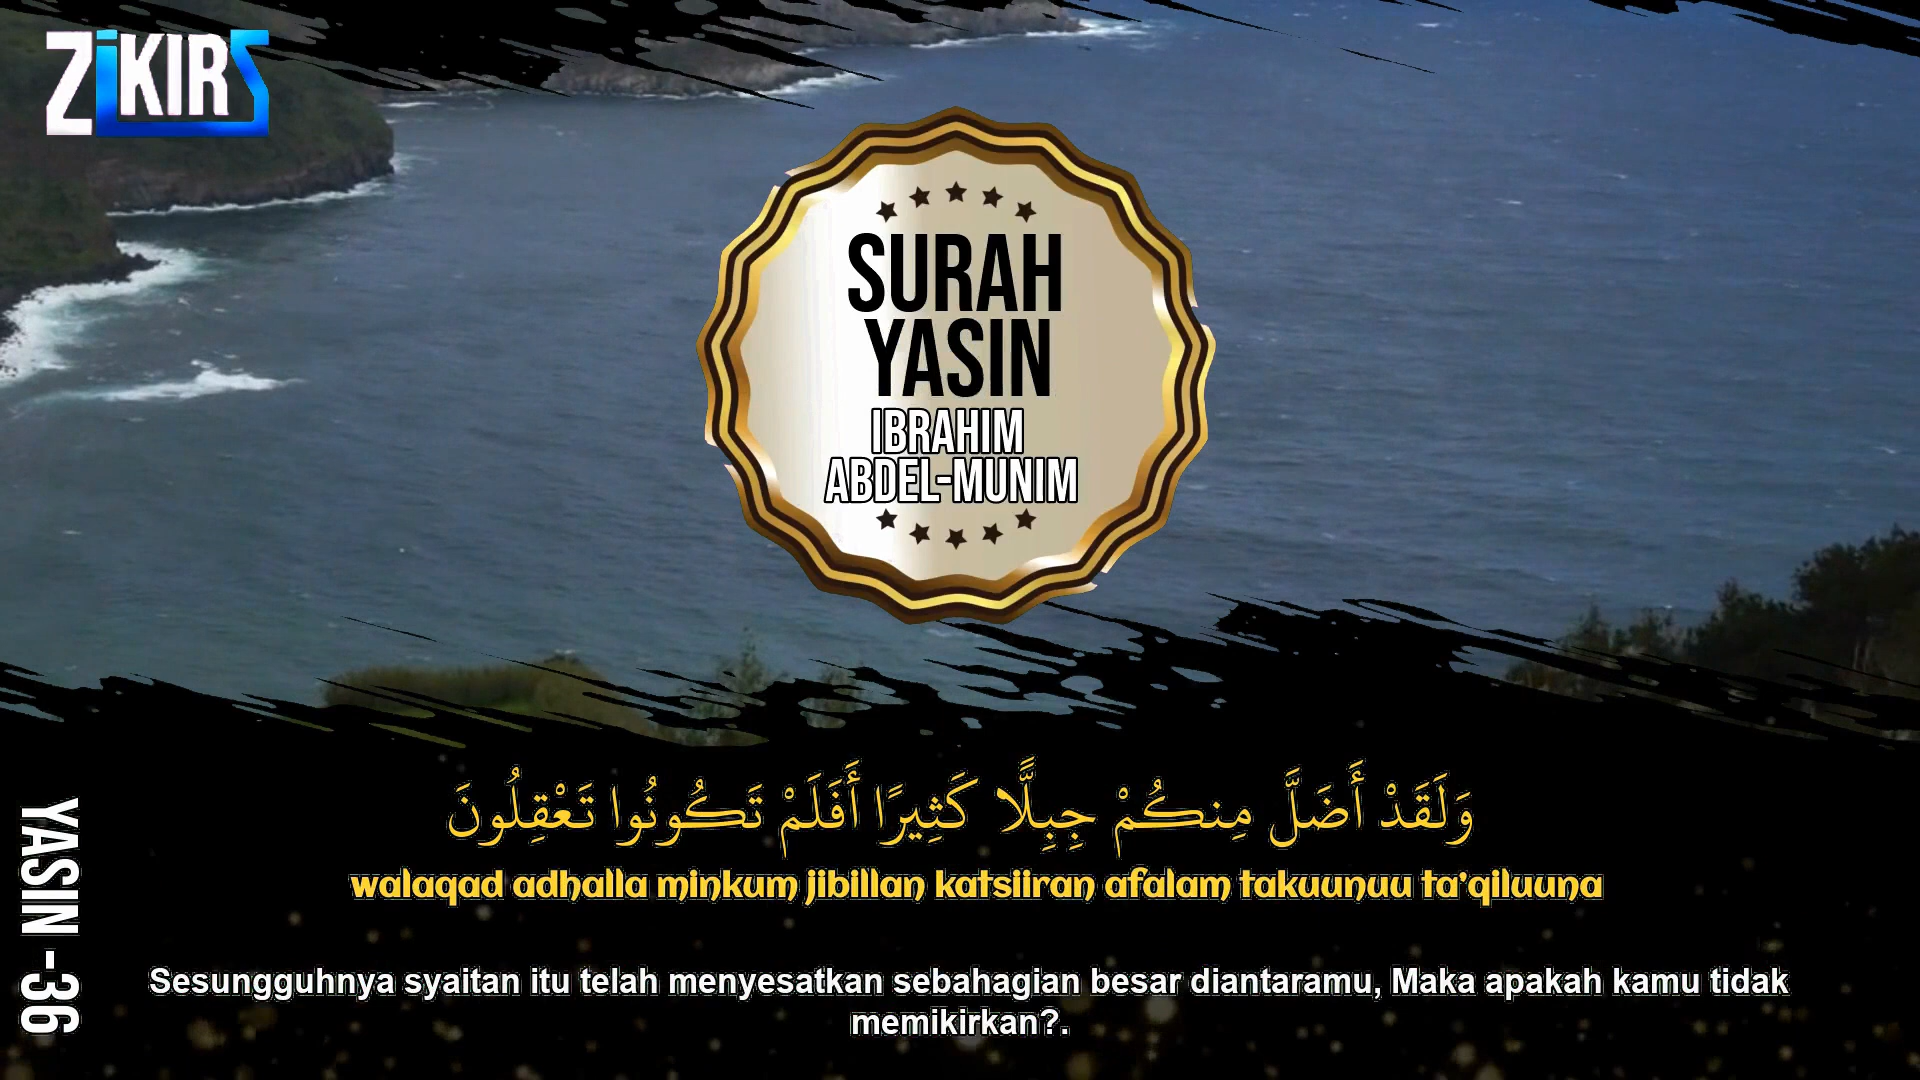 ZiKIRS
SURAH
YASIN
IBRAHIM
ABDEL-MUNIM
وَلَقَدْ أَضَلَّ مِنكُمْ جِبِلًّا كَثِيرًا أَفَلَمْ تَكُونُوا تَعْقِلُونَ
walaqad adhalla minkum jibillan katsiiran afalam takuunuu ta'qiluuna
Sesungguhnya syaitan itu telah menyesatkan sebahagian besar diantaramu, Maka apakah kamu tidak
memikirkan?.
YASIN -36